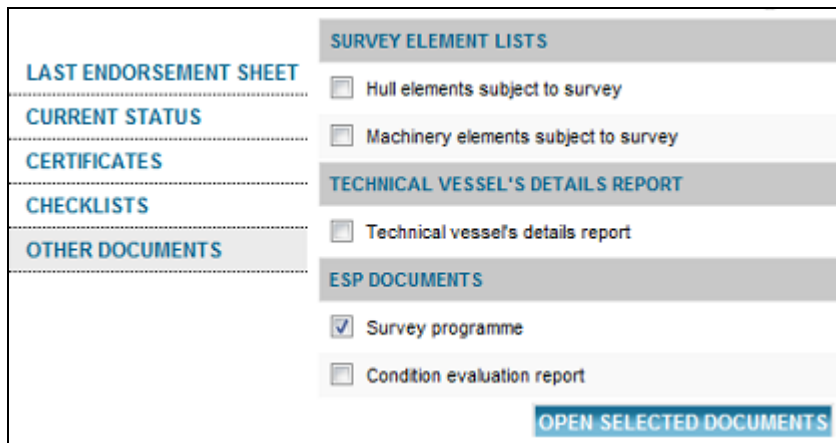 LAST ENDORSEMENT SHEET
CURRENT STATUS
CERTIFICATES
CHECKLISTS
OTHER DOCUMENTS
SURVEY ELEMENT LISTS
Hull elements subject to survey
Machinery elements subject to survey
TECHNICAL VESSEL'S DETAILS REPORT
Technical vessel's details report
ESP DOCUMENTS
Survey programme
Condition evaluation report
OPEN SELECTED DOCUMENTS